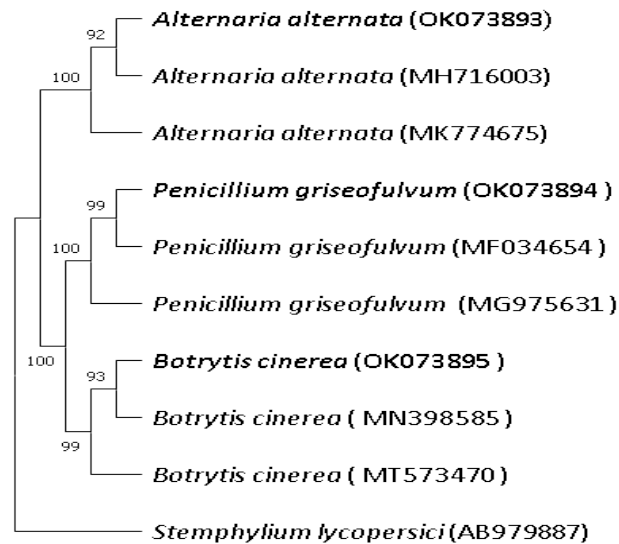 92
Alternaria alternata (OK073893)
Alternaria alternata (MH716003)
100
Alternaria alternata (MK774675)
99
Penicillium griseofulvum (OK073894 )
100
Penicillium griseofulvum (MF034654 )
Penicillium griseofulvum (MG975631)
100
93
Botrytis cinerea (OK073895 )
Botrytis cinerea ( MN398585)
99
Botrytis cinerea ( MT573470)
Stemphylium lycopersici (AB979887)